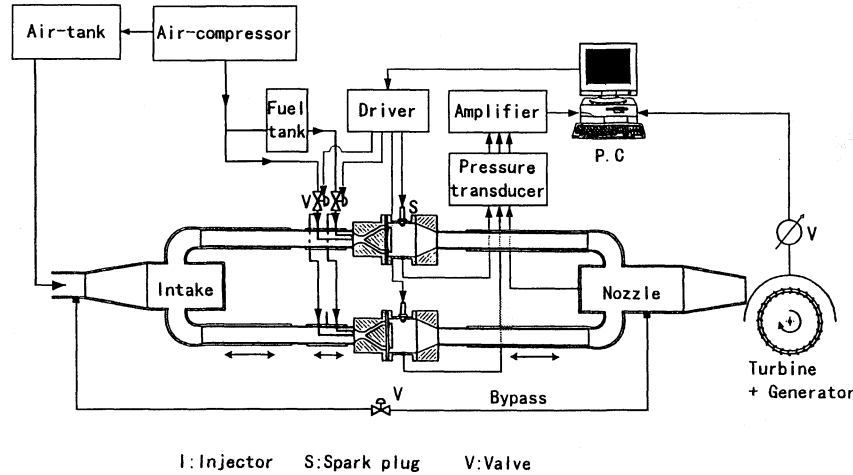 Air-tank
Air-compressor
Fuel
tank
Driver
Amplifier
P.C
Pressure
transducer
V
S
V
Intake
Nozzle
Turbine
+ Generator
V
Bypass
I:Injector S:Spark plug V:Valve